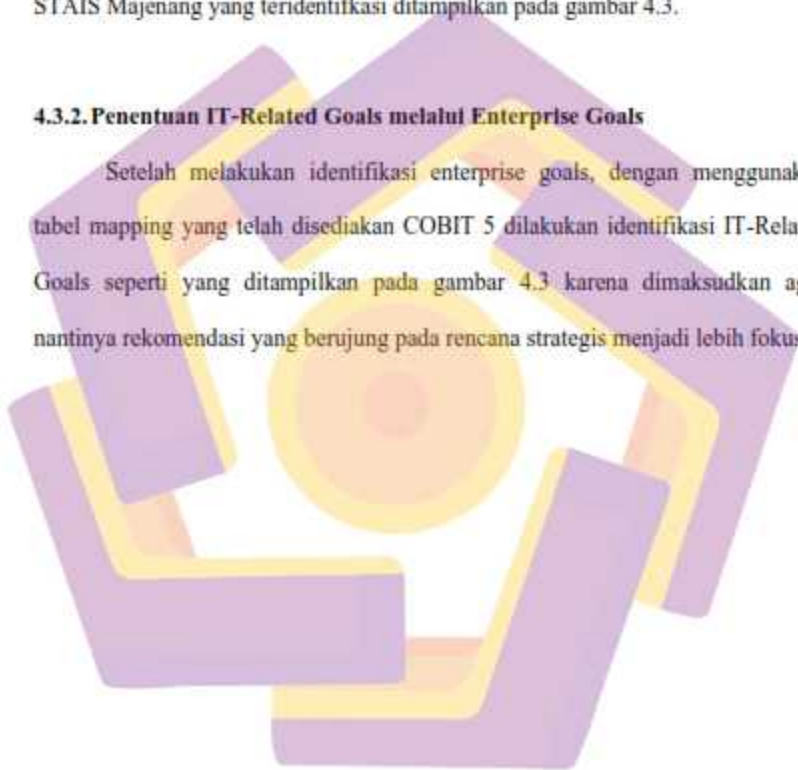 STAIS Majenang yang teridentifkasi ditampilkan pada gambar 4.3.
4.3.2. Penentuan IT-Related Goals melalui Enterprise Goals
Setelah melakukan identifikasi enterprise goals, dengan menggunak
tabel mapping yang telah disediakan COBIT 5 dilakukan identifikasi IT-Rela
Goals seperti yang ditampilkan pada gambar 4.3 karena dimaksudkan a
nantinya rekomendasi yang berujung pada rencana strategis menjadi lebih fokus